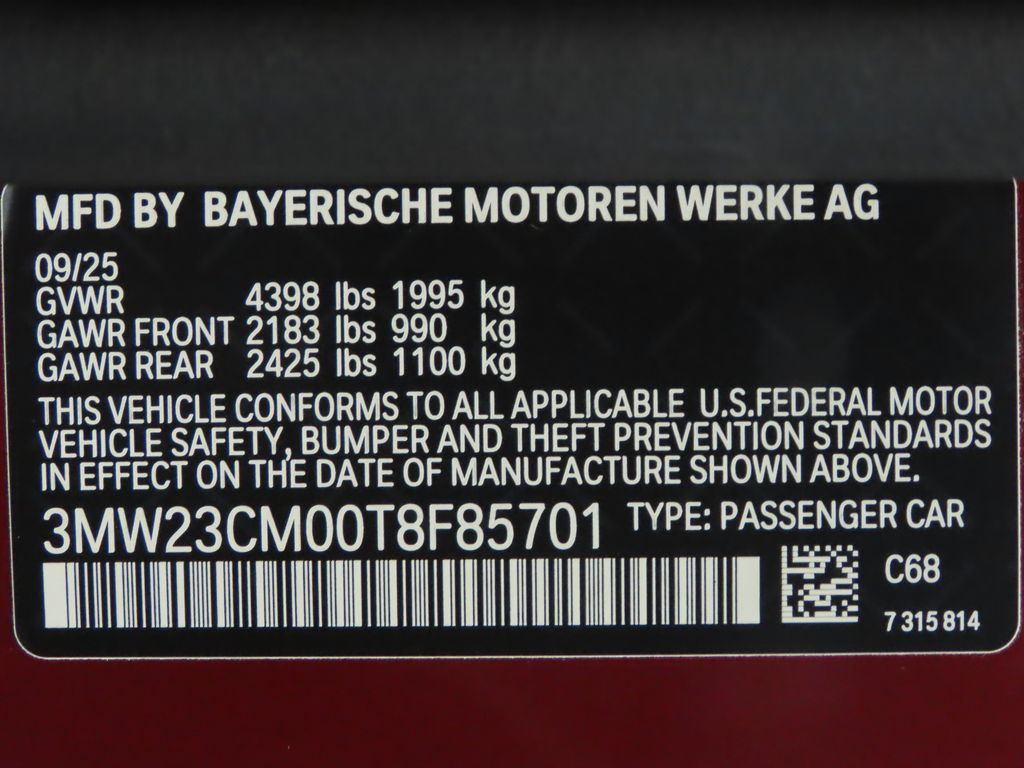 MFD BY BAYERISCHE MOTOREN WERKE AG
09/25
GVWR 4398 lbs 1995 kg
GAWR FRONT 2183 lbs 990 kg
GAWR REAR 2425 lbs 1100 kg
THIS VEHICLE CONFORMS TO ALL APPLICABLE U.S.FEDERAL MOTOR
VEHICLE SAFETY, BUMPER AND THEFT PREVENTION STANDARDS
IN EFFECT ON THE DATE OF MANUFACTURE SHOWN ABOVE.
3MW23CM00T8F85701 TYPE: PASSENGER CAR
C68
7 315 814